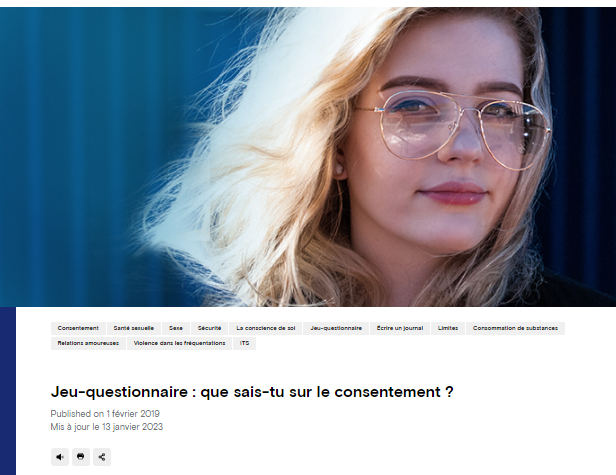 Consentement Santé sexuelle Sexe Sécurité La conscience de soi Jeu-questionnaire Écrire un journal Limites Consommation de substances
Relations amoureuses Violence dans les fréquentations ITS
Jeu-questionnaire : que sais-tu sur le consentement ?
Published on 1 février 2019
Mis à jour le 13 janvier 2023